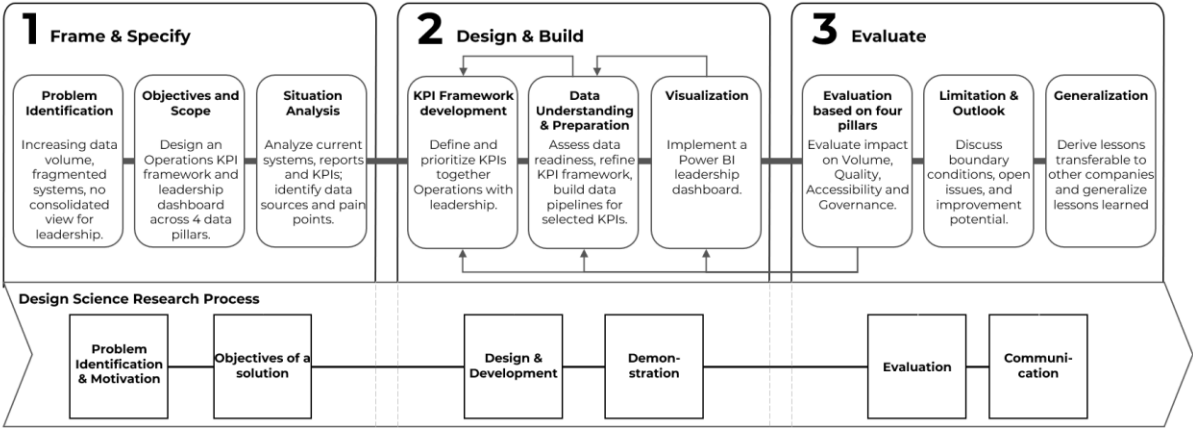 1 Frame & Specify
Problem
Identification
Increasing data
volume,
fragmented
systems, no
consolidated
view for
leadership.
Objectives and
Scope
Design an
Operations KPI
framework and
leadership
dashboard
across 4 data
pillars.
Situation
Analysis
Analyze current
systems, reports
and KPIs;
identify data
sources and pain
points.
2 Design & Build
KPI Framework
development
Define and
prioritize KPIs
together
Operations with
leadership.
Data
Understanding
& Preparation
Assess data
readiness, refine
KPI framework,
build data
pipelines for
selected KPIs.
Visualization
Implement a
Power BI
leadership
dashboard.
3 Evaluate
Evaluation
based on four
pillars
Evaluate impact
on Volume,
Quality,
Accessibility and
Governance.
Limitation &
Outlook
Discuss
boundary
conditions, open
issues, and
improvement
potential.
Generalization
Derive lessons
transferable to
other companies
and generalize
lessons learned
Design Science Research Process
Problem
Identification
& Motivation
Objectives of a
solution
Design &
Development
Demon-
stration
Evaluation
Communi-
cation